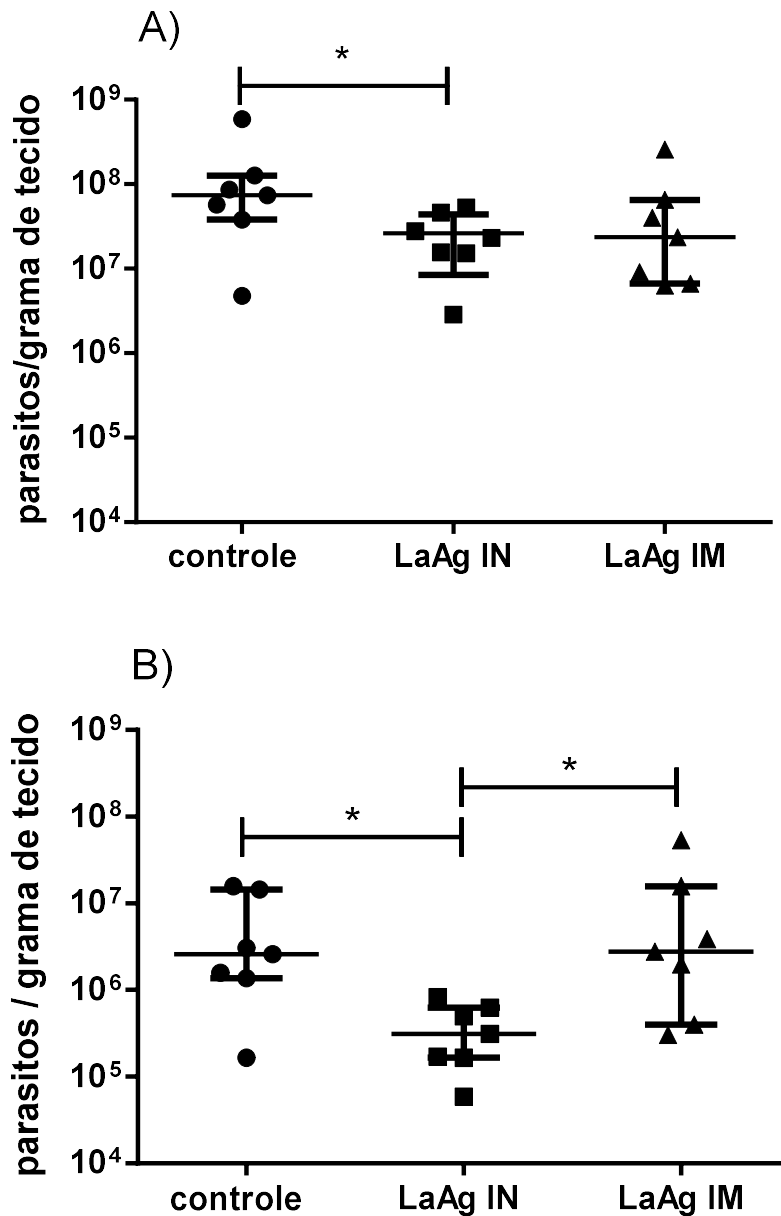 A)
*
parasitos/grama de tecido
10⁹
10⁸
10⁷
10⁶
10⁵
10⁴
controle LaAg IN LaAg IM
B)
*
*
parasitos / grama de tecido
10⁹
10⁸
10⁷
10⁶
10⁵
10⁴
controle LaAg IN LaAg IM